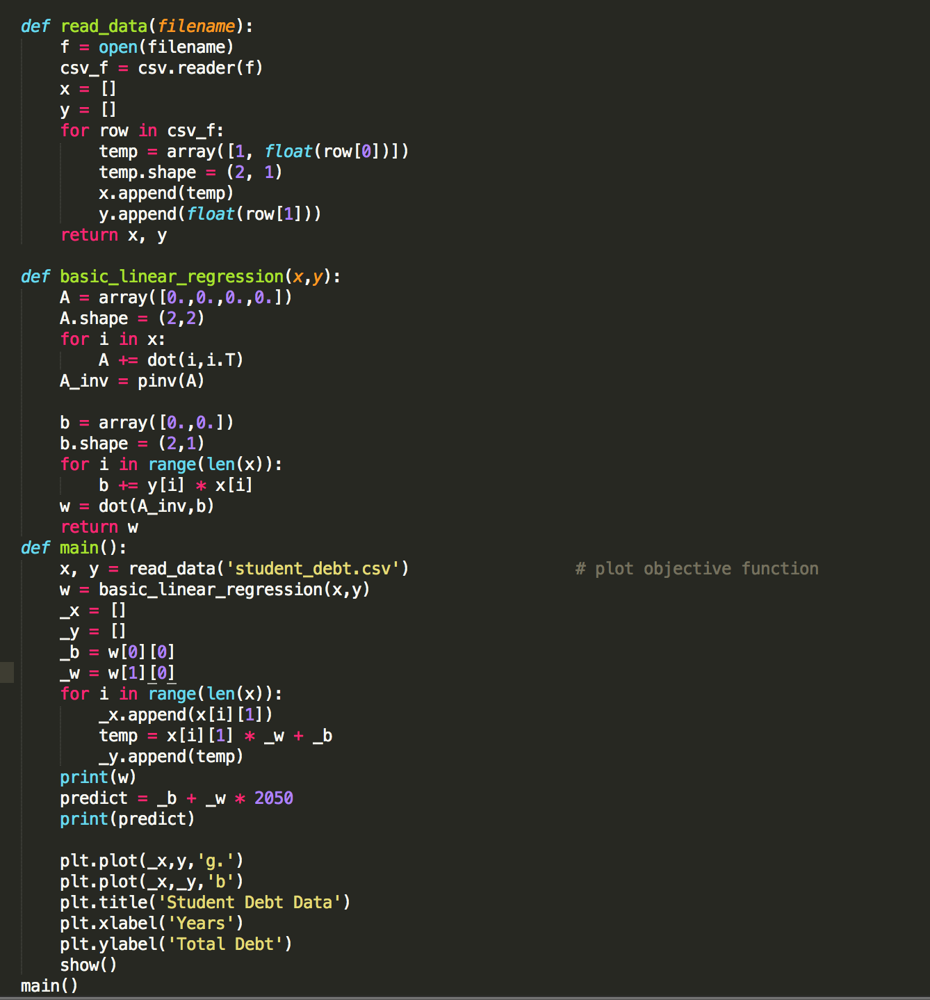 def read_data(filename):
    f = open(filename)
    csv_f = csv.reader(f)
    x = []
    y = []
    for row in csv_f:
        temp = array([1, float(row[0])])
        temp.shape = (2, 1)
        x.append(temp)
        y.append(float(row[1]))
    return x, y

def basic_linear_regression(x,y):
    A = array([0.,0.,0.,0.])
    A.shape = (2,2)
    for i in x:
        A += dot(i,i.T)
    A_inv = pinv(A)

    b = array([0.,0.])
    b.shape = (2,1)
    for i in range(len(x)):
        b += y[i] * x[i]
    w = dot(A_inv,b)
    return w
def main():
    x, y = read_data('student_debt.csv')                 # plot objective function
    w = basic_linear_regression(x,y)
    _x = []
    _y = []
    _b = w[0][0]
    _w = w[1][0]
    for i in range(len(x)):
        _x.append(x[i][1])
        temp = x[i][1] * _w + _b
        _y.append(temp)
    print(w)
    predict = _b + _w * 2050
    print(predict)

    plt.plot(_x,y,'g.')
    plt.plot(_x,_y,'b')
    plt.title('Student Debt Data')
    plt.xlabel('Years')
    plt.ylabel('Total Debt')
    show()
main()